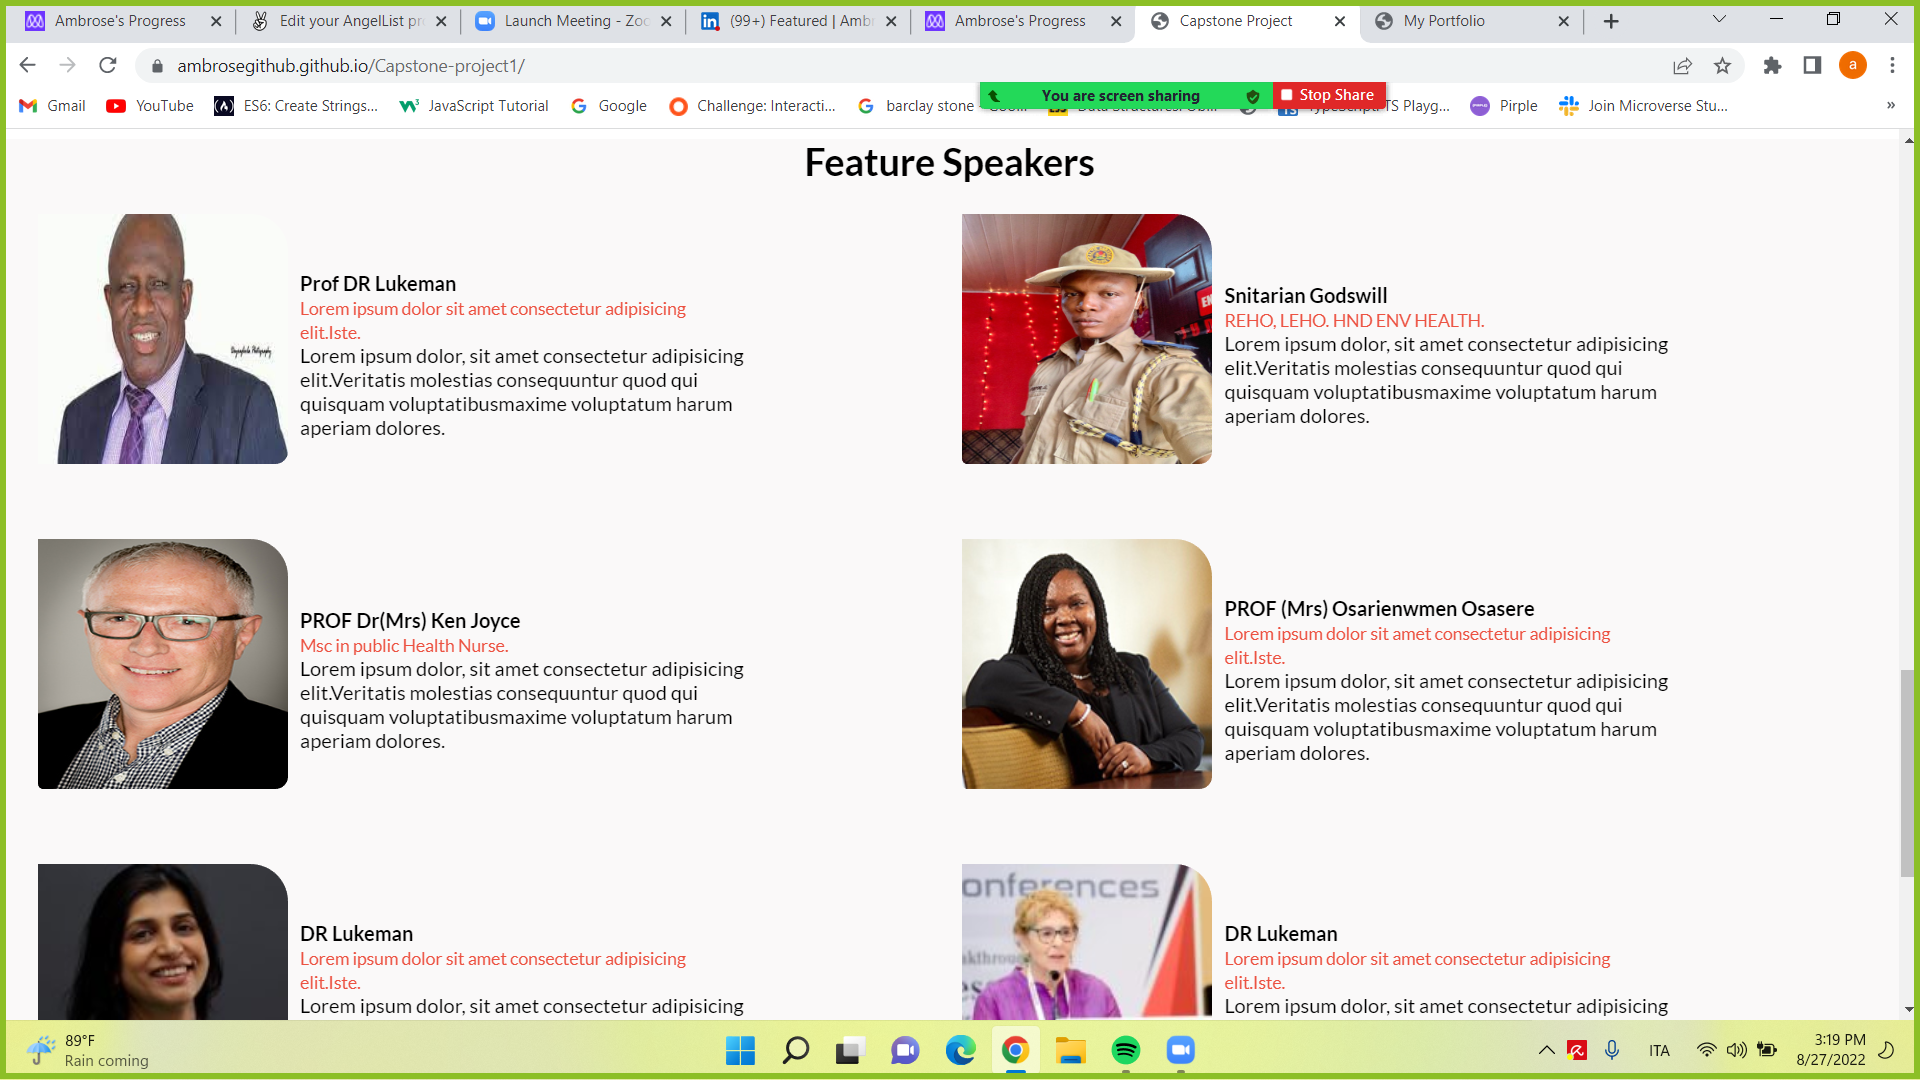 Ambrose's Progress
Edit your AngelList pr
Launch Meeting - Zoo
(99+) Featured | Amb
Ambrose's Progress
Capstone Project
My Portfolio
ambrosegithub.github.io/Capstone-project1/
a
Gmail
YouTube
ES6: Create Strings...
JavaScript Tutorial
Google
Challenge: Interacti...
barclay stone -
You are screen sharing
Stop Share
TS Playg...
Pirple
Join Microverse Stu...
»
Feature Speakers
Prof DR Lukeman
Lorem ipsum dolor sit amet consectetur adipisicing
elit.Iste.
Lorem ipsum dolor, sit amet consectetur adipisicing
elit.Veritatis molestias consequuntur quod qui
quisquam voluptatibusmaxime voluptatum harum
aperiam dolores.
Snitarian Godswill
REHO, LEHO. HND ENV HEALTH.
Lorem ipsum dolor, sit amet consectetur adipisicing
elit.Veritatis molestias consequuntur quod qui
quisquam voluptatibusmaxime voluptatum harum
aperiam dolores.
PROF Dr(Mrs) Ken Joyce
Msc in public Health Nurse.
Lorem ipsum dolor, sit amet consectetur adipisicing
elit.Veritatis molestias consequuntur quod qui
quisquam voluptatibusmaxime voluptatum harum
aperiam dolores.
PROF (Mrs) Osarienwmen Osasere
Lorem ipsum dolor sit amet consectetur adipisicing
elit.Iste.
Lorem ipsum dolor, sit amet consectetur adipisicing
elit.Veritatis molestias consequuntur quod qui
quisquam voluptatibusmaxime voluptatum harum
aperiam dolores.
DR Lukeman
Lorem ipsum dolor sit amet consectetur adipisicing
elit.Iste.
Lorem ipsum dolor, sit amet consectetur adipisicing
onferences
DR Lukeman
Lorem ipsum dolor sit amet consectetur adipisicing
elit.Iste.
Lorem ipsum dolor, sit amet consectetur adipisicing
89°F
Rain coming
ITA
3:19 PM
8/27/2022